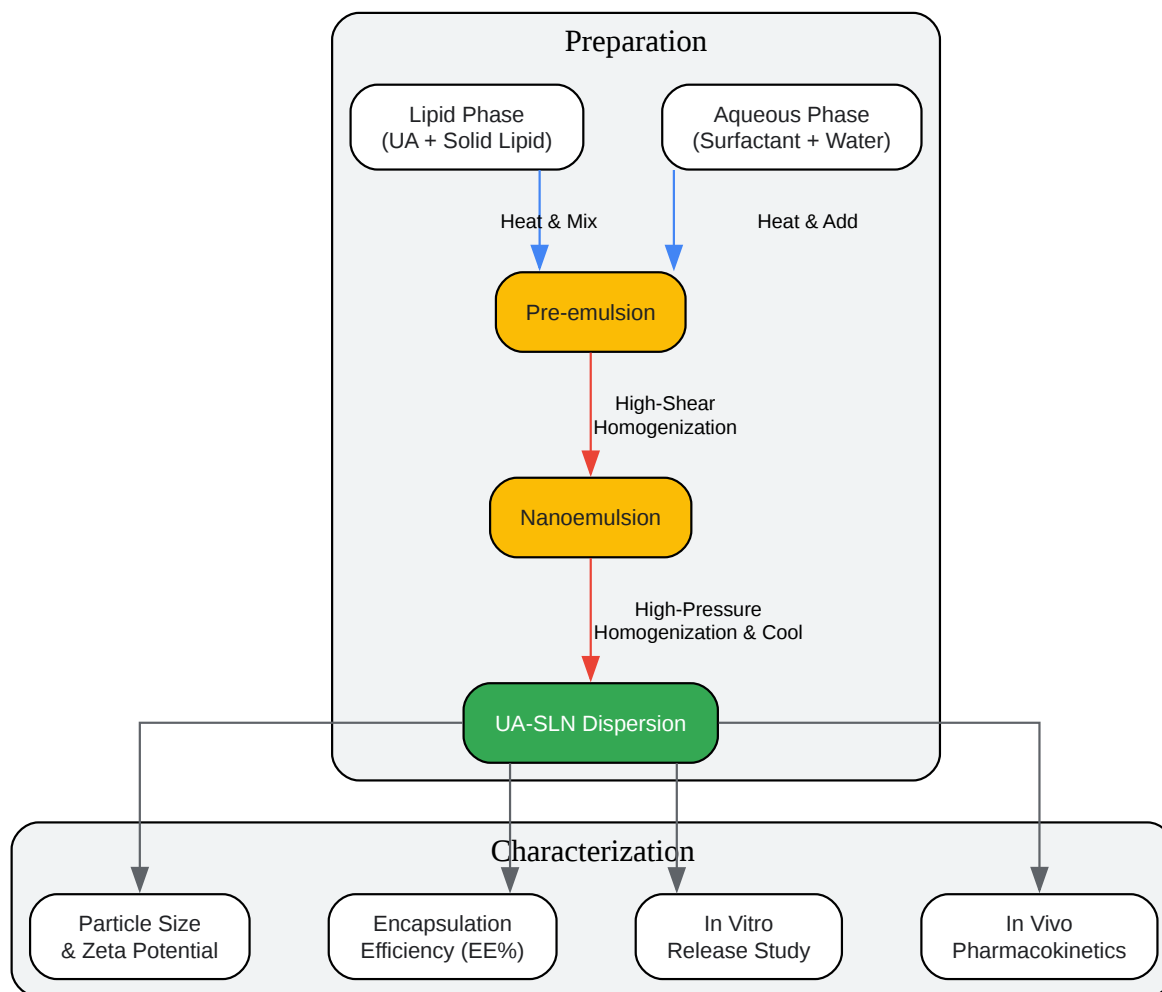 Preparation
Lipid Phase
(UA + Solid Lipid)
Aqueous Phase
(Surfactant + Water)
Heat & Mix
Heat & Add
Pre-emulsion
High-Shear
Homogenization
Nanoemulsion
High-Pressure
Homogenization & Cool
UA-SLN Dispersion
Characterization
Particle Size
& Zeta Potential
Encapsulation
Efficiency (EE%)
In Vitro
Release Study
In Vivo
Pharmacokinetics